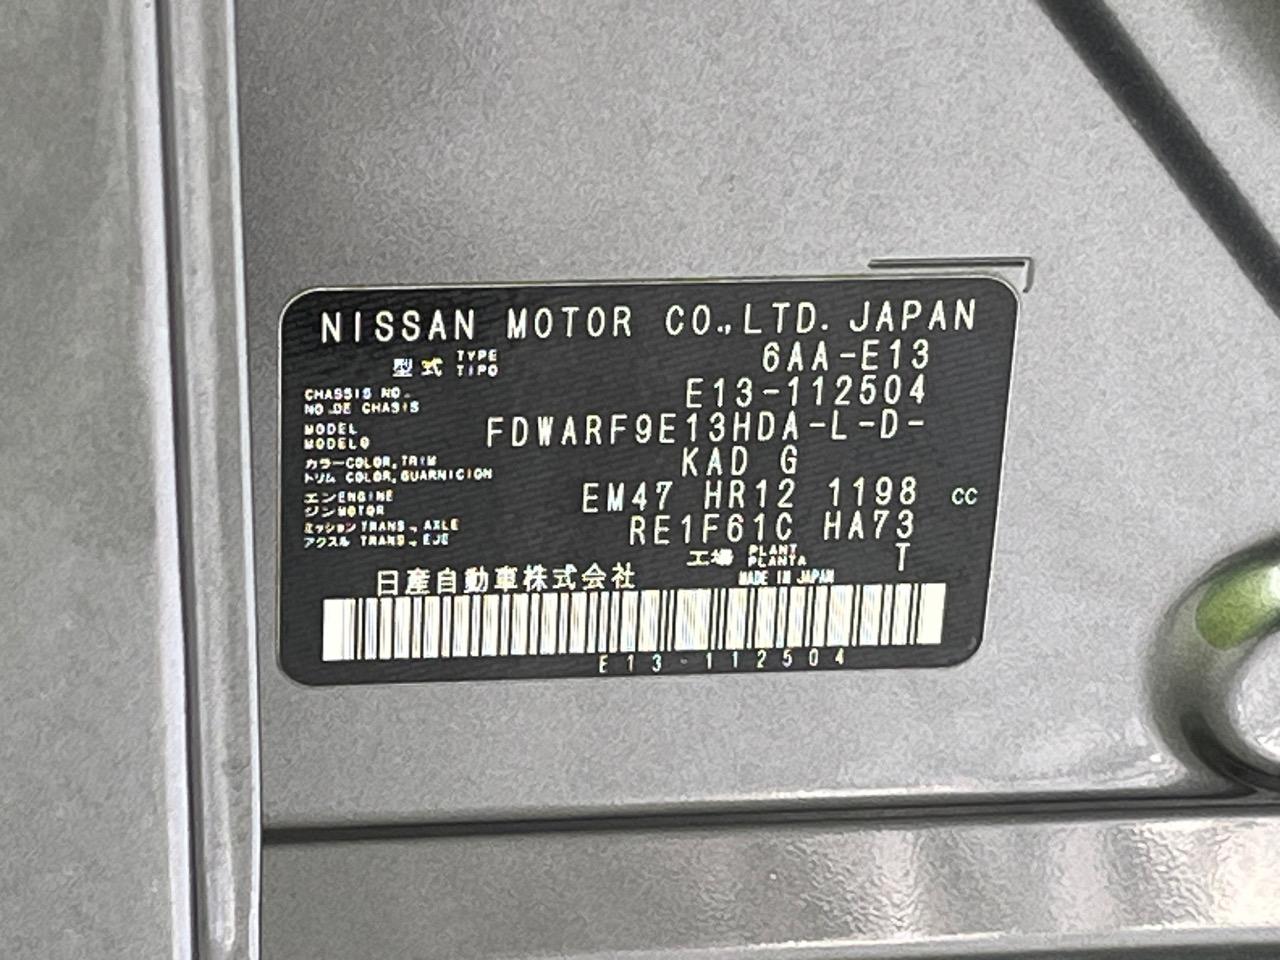 NISSAN MOTOR CO.,LTD. JAPAN
型式 TYPE TIPO 6AA-E13
CHASSIS NO. NO.DE CHASIS E13-112504
MODEL MODELO FDWARF9E13HDA-L-D-
カラー COLOR,TRIM トリム COLOR,GUARNICION KAD G
エンジン ENGINE MOTOR EM47 HR12 1198 cc
ミッション TRANS., AXLE アクスル TRANS., EJE RE1F61C HA73
工場 PLANT PLANTA T
日産自動車株式会社 MADE IN JAPAN
E13-112504